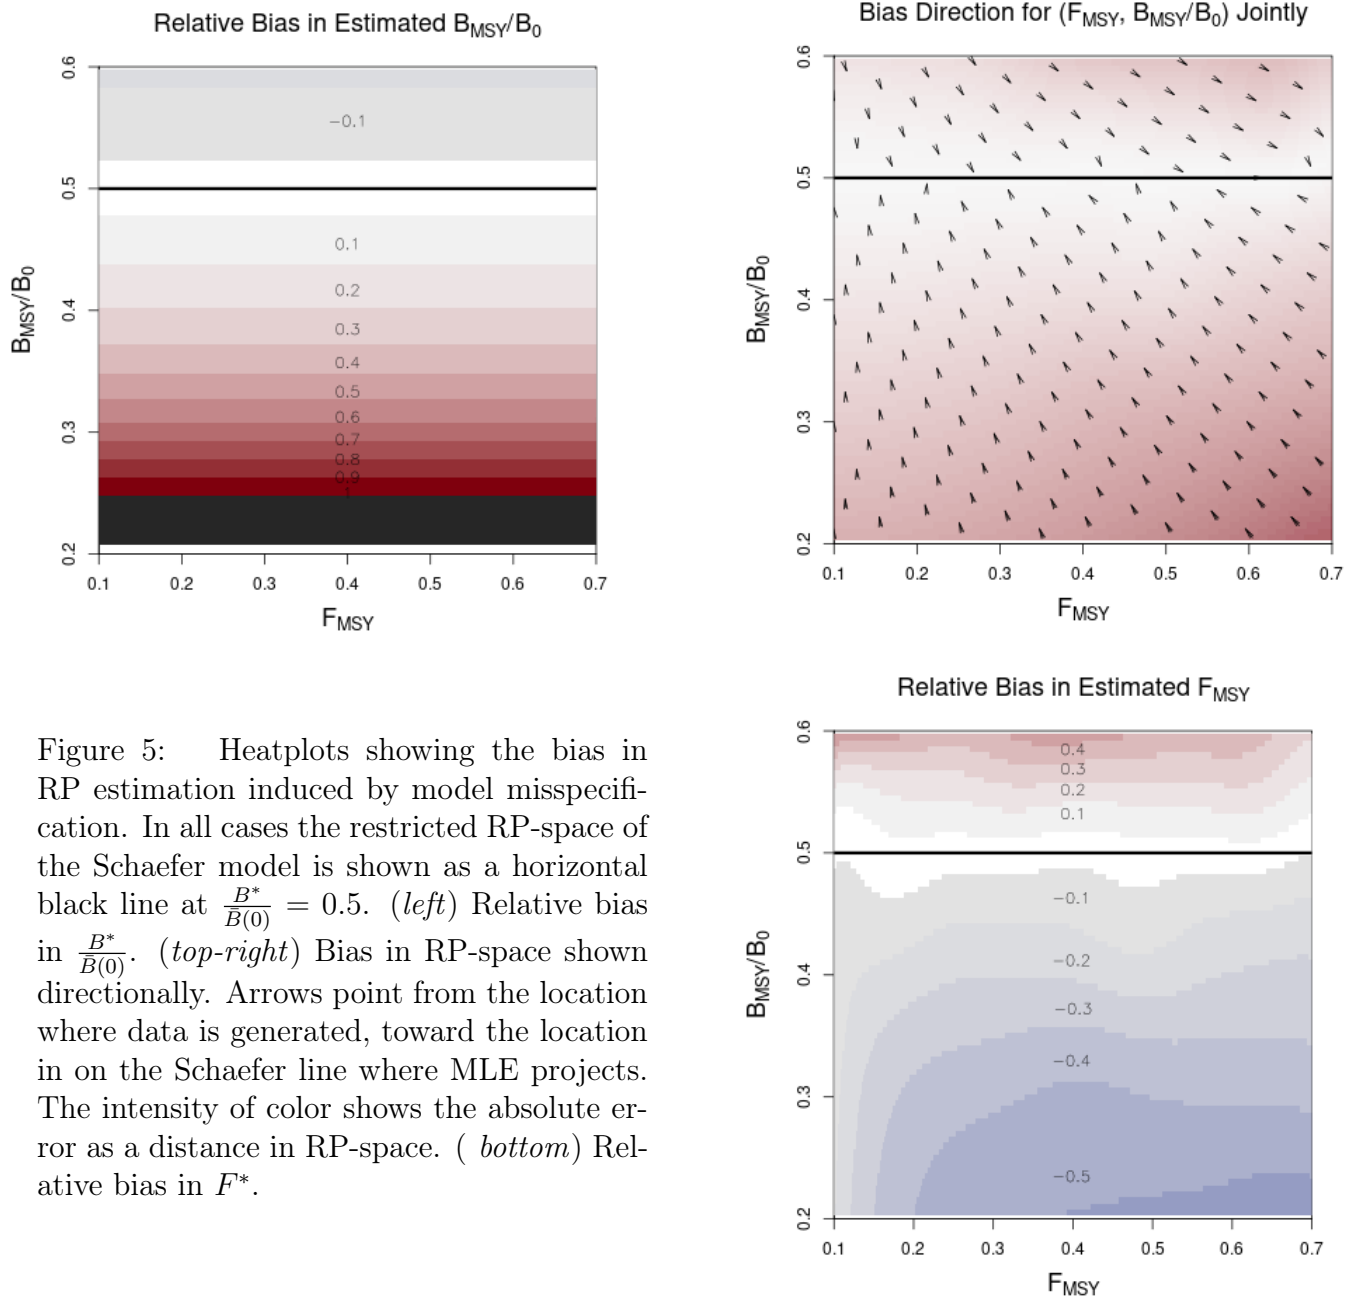 Relative Bias in Estimated B_MSY/B_0
0.6
0.5
0.4
0.3
0.2
B_MSY/B_0
−0.1
0.1
0.2
0.3
0.4
0.5
0.6
0.7
0.8
0.9
1
0.1 0.2 0.3 0.4 0.5 0.6 0.7
F_MSY
Bias Direction for (F_MSY, B_MSY/B_0) Jointly
0.6
0.5
0.4
0.3
0.2
B_MSY/B_0
0.1 0.2 0.3 0.4 0.5 0.6 0.7
F_MSY
Figure 5: Heatplots showing the bias in
RP estimation induced by model misspecifi-
cation. In all cases the restricted RP-space of
the Schaefer model is shown as a horizontal
black line at B*/B̄(0) = 0.5. (left) Relative bias
in B*/B̄(0). (top-right) Bias in RP-space shown
directionally. Arrows point from the location
where data is generated, toward the location
in on the Schaefer line where MLE projects.
The intensity of color shows the absolute er-
ror as a distance in RP-space. ( bottom) Rel-
ative bias in F*.
Relative Bias in Estimated F_MSY
0.6
0.5
0.4
0.3
0.2
B_MSY/B_0
0.4
0.3
0.2
0.1
−0.1
−0.2
−0.3
−0.4
−0.5
0.1 0.2 0.3 0.4 0.5 0.6 0.7
F_MSY